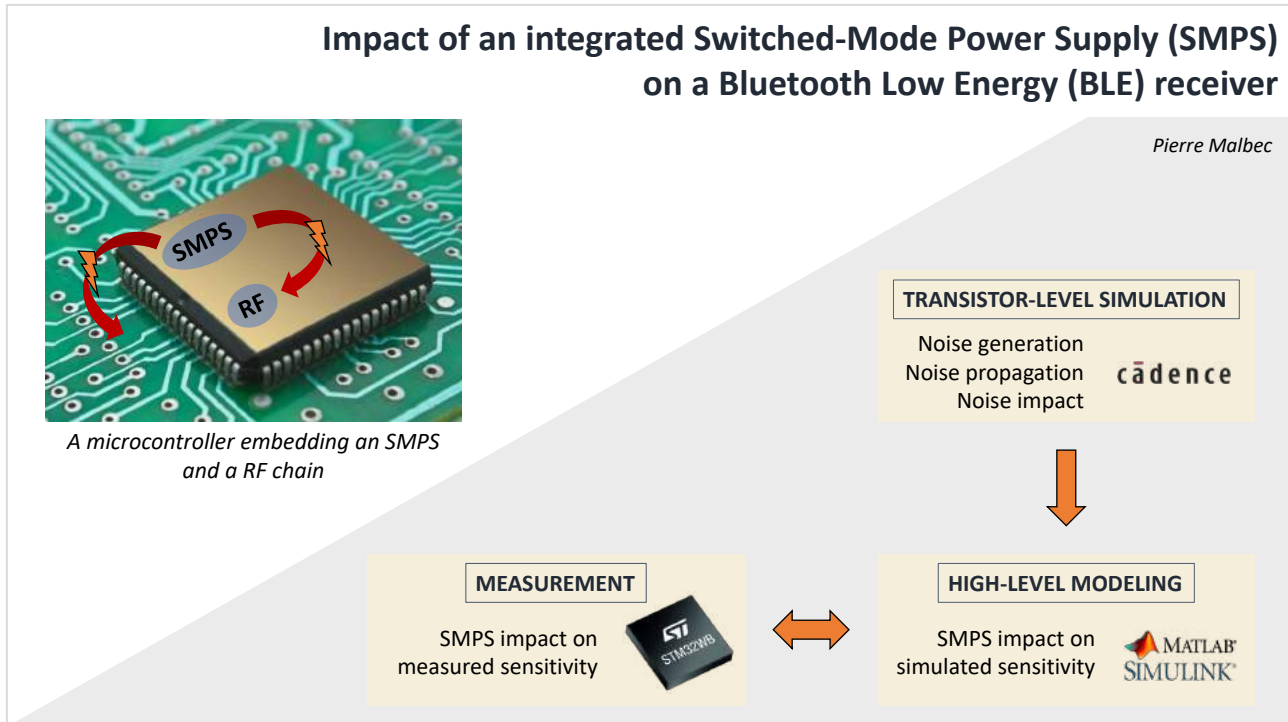 Impact of an integrated Switched-Mode Power Supply (SMPS)
on a Bluetooth Low Energy (BLE) receiver
Pierre Malbec
SMPS
RF
A microcontroller embedding an SMPS
and a RF chain
TRANSISTOR-LEVEL SIMULATION
Noise generation
Noise propagation
Noise impact
cādence
MEASUREMENT
SMPS impact on
measured sensitivity
ST
STM32WB
HIGH-LEVEL MODELING
SMPS impact on
simulated sensitivity
MATLAB®
SIMULINK®